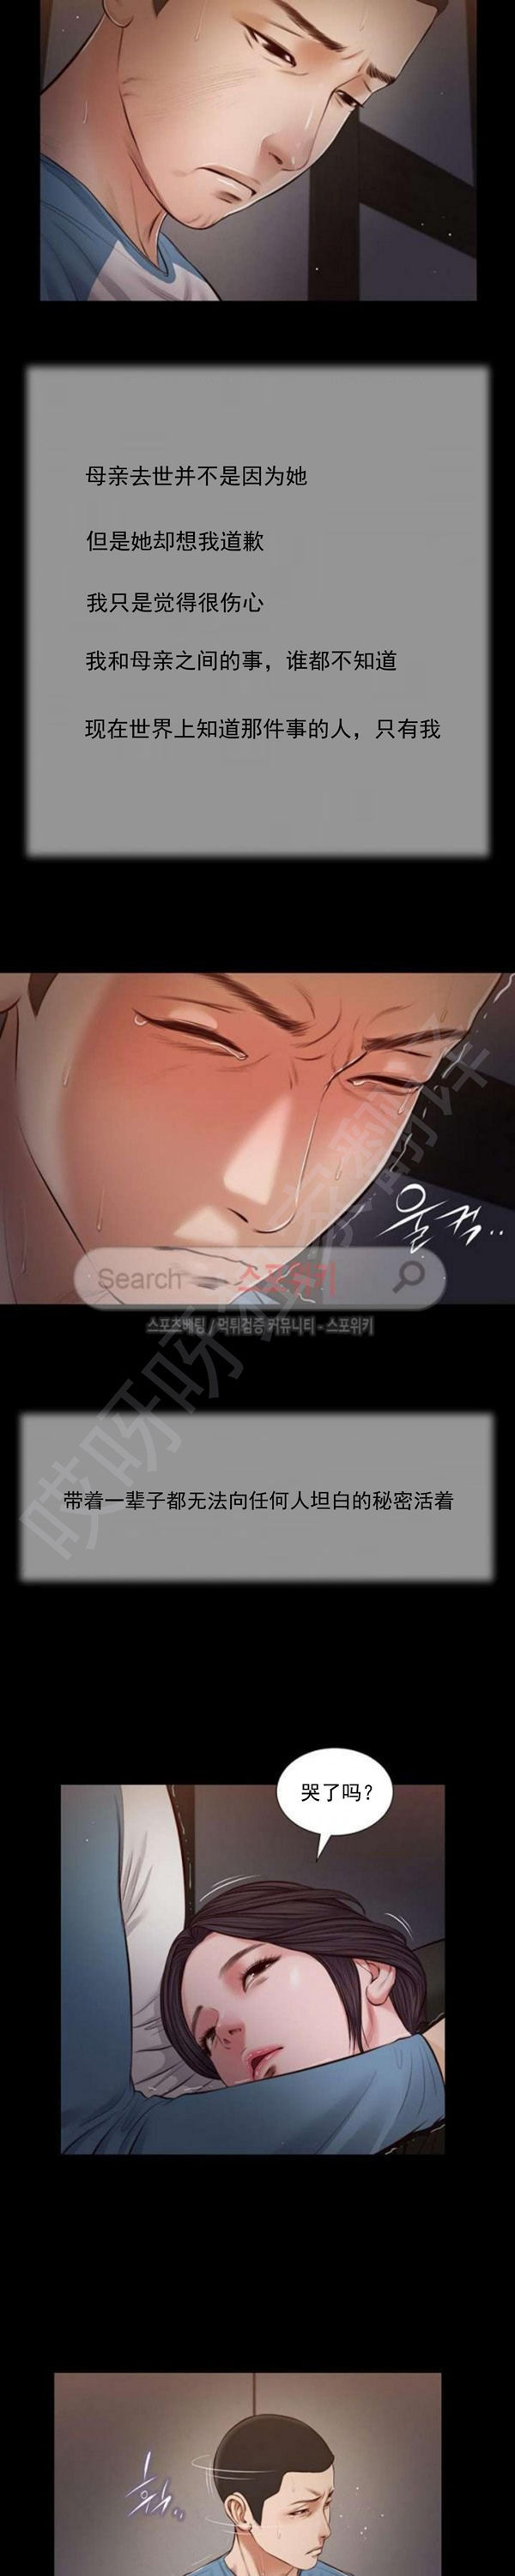 母亲去世并不是因为她
但是她却想我道歉
我只是觉得很伤心
我和母亲之间的事，谁都不知道
现在世界上知道那件事的人，只有我
울컥..
Search 스포위키
스포츠배팅 / 먹튀검증 커뮤니티 - 스포위키
带着一辈子都无法向任何人坦白的秘密活着
哭了吗？